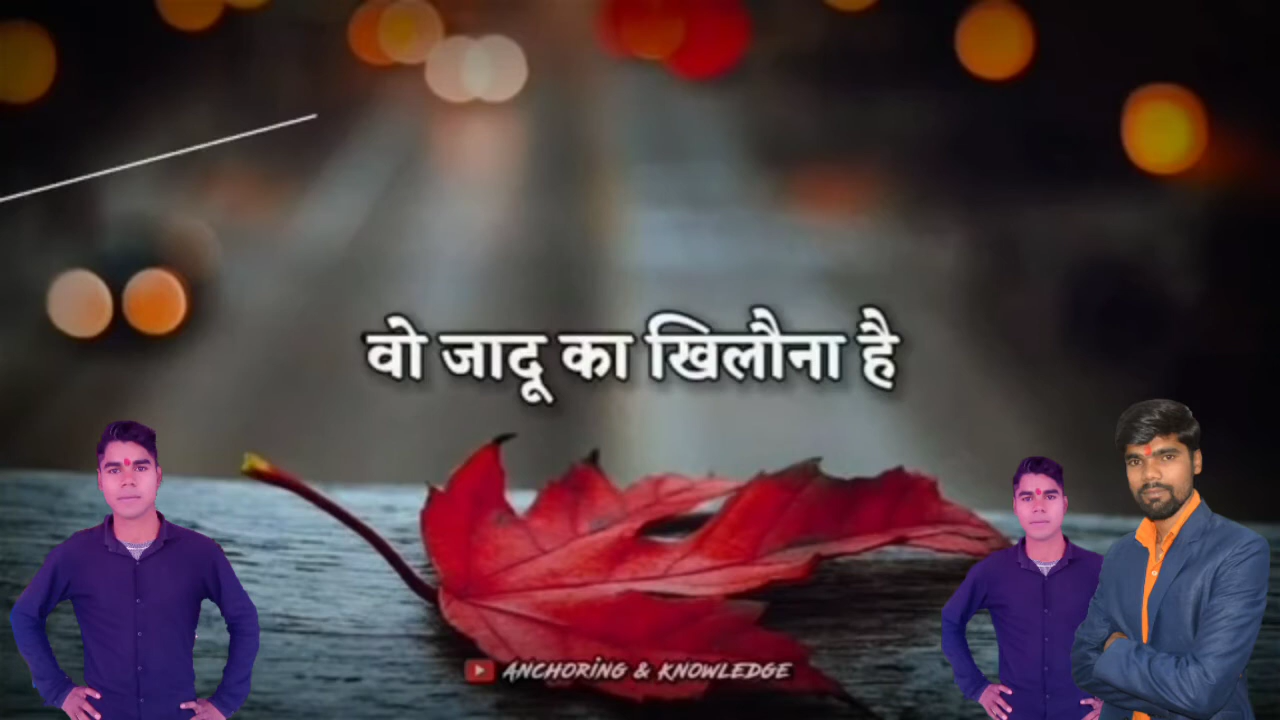 वो जादू का खिलौना है
ANCHORING & KNOWLEDGE